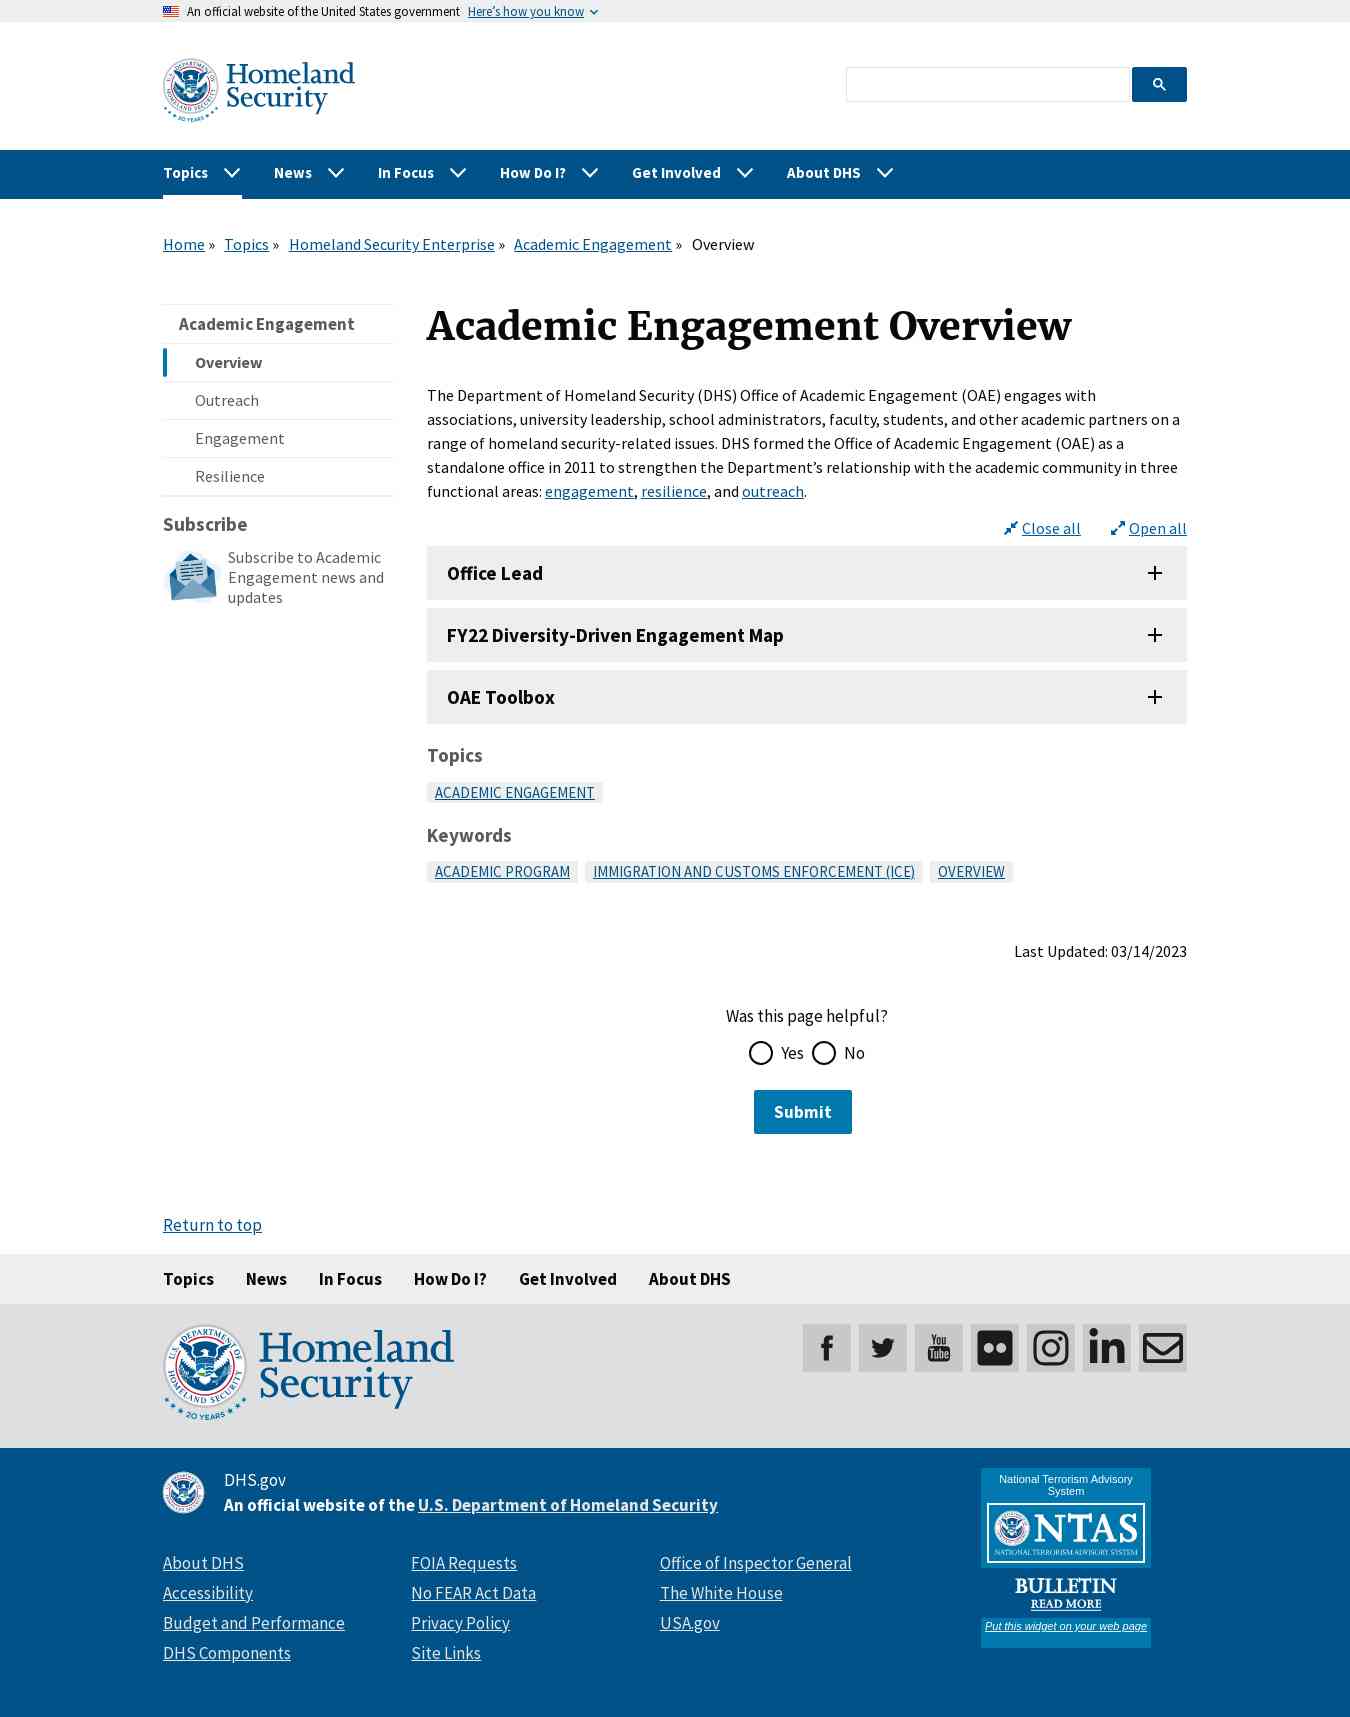 An official website of the United States government Here's how you know
Homeland
Security
20 YEARS
Topics News In Focus How Do I? Get Involved About DHS
Home » Topics » Homeland Security Enterprise » Academic Engagement » Overview
Academic Engagement
Overview
Outreach
Engagement
Resilience
Subscribe
Subscribe to Academic
Engagement news and
updates
Academic Engagement Overview
The Department of Homeland Security (DHS) Office of Academic Engagement (OAE) engages with
associations, university leadership, school administrators, faculty, students, and other academic partners on a
range of homeland security-related issues. DHS formed the Office of Academic Engagement (OAE) as a
standalone office in 2011 to strengthen the Department’s relationship with the academic community in three
functional areas: engagement, resilience, and outreach.
Close all Open all
Office Lead
FY22 Diversity-Driven Engagement Map
OAE Toolbox
Topics
ACADEMIC ENGAGEMENT
Keywords
ACADEMIC PROGRAM IMMIGRATION AND CUSTOMS ENFORCEMENT (ICE) OVERVIEW
Last Updated: 03/14/2023
Was this page helpful?
Yes No
Submit
Return to top
Topics News In Focus How Do I? Get Involved About DHS
U.S. DEPARTMENT OF HOMELAND SECURITY
20 YEARS
Homeland
Security
You
Tube
in
DHS.gov
An official website of the U.S. Department of Homeland Security
About DHS FOIA Requests Office of Inspector General
Accessibility No FEAR Act Data The White House
Budget and Performance Privacy Policy USA.gov
DHS Components Site Links
National Terrorism Advisory
System
NTAS
NATIONAL TERRORISM ADVISORY SYSTEM
BULLETIN
READ MORE
Put this widget on your web page